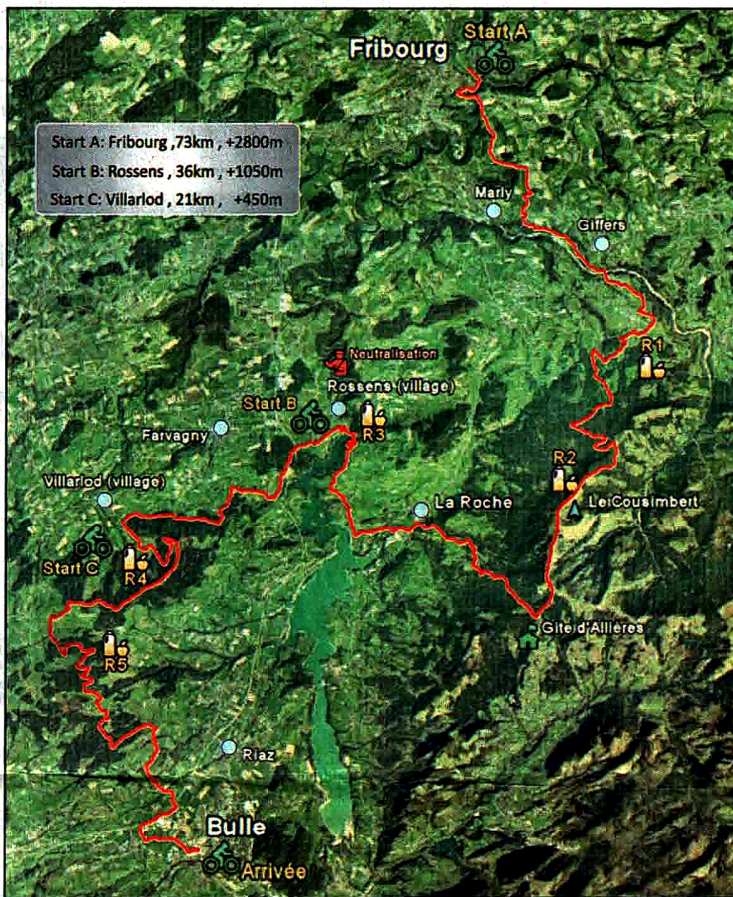 Fribourg
Start A
Start A: Fribourg ,73km , +2800m
Start B: Rossens , 36km , +1050m
Start C: Villarlod , 21km , +450m
Marly
Giffers
R1
Neutralisation
Rossens (village)
Start B
R3
Farvagny
R2
Villarlod (village)
La Roche
Le Cousimbert
Start C
R4
Gîte d'Allières
R5
Riaz
Bulle
Arrivée